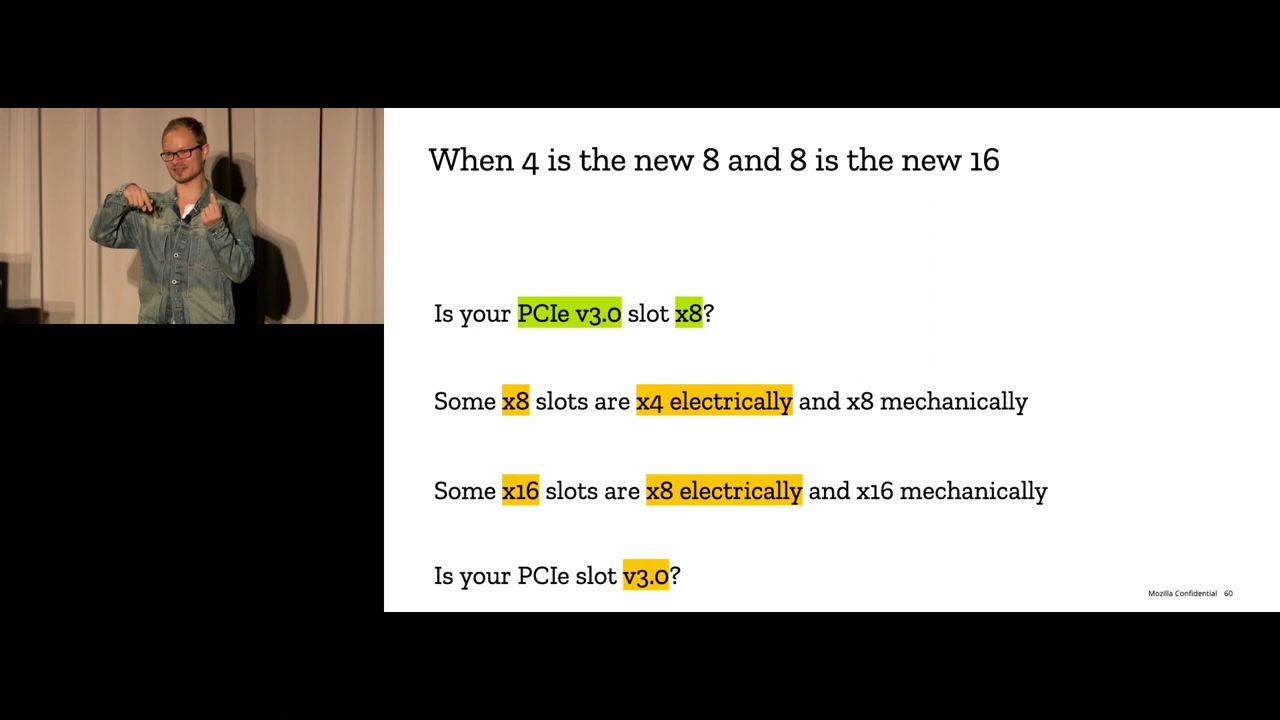 When 4 is the new 8 and 8 is the new 16
Is your PCIe v3.0 slot x8?
Some x8 slots are x4 electrically and x8 mechanically
Some x16 slots are x8 electrically and x16 mechanically
Is your PCIe slot v3.0?
Mozilla Confidential 60